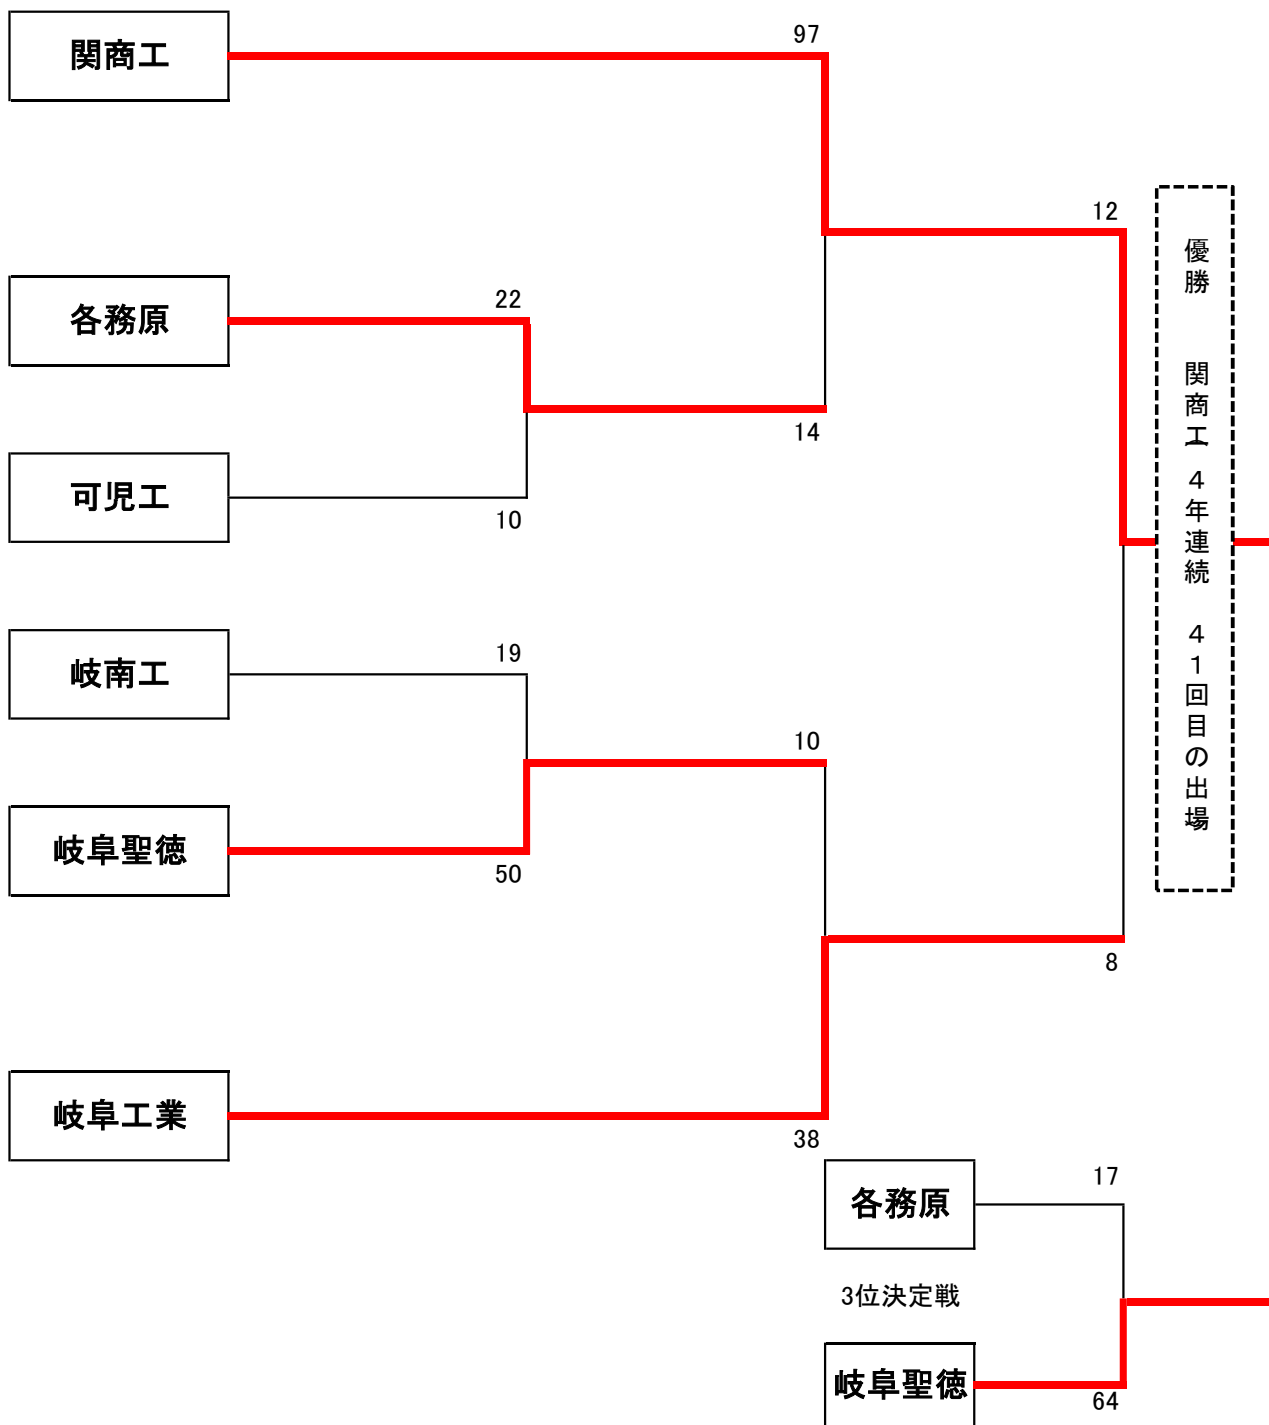 関商工
97
12
各務原
22
14
可児工
10
優勝　関商工 ４年連続　４１回目の出場
岐南工
19
10
岐阜聖徳
50
8
岐阜工業
38
各務原
17
3位決定戦
岐阜聖徳
64